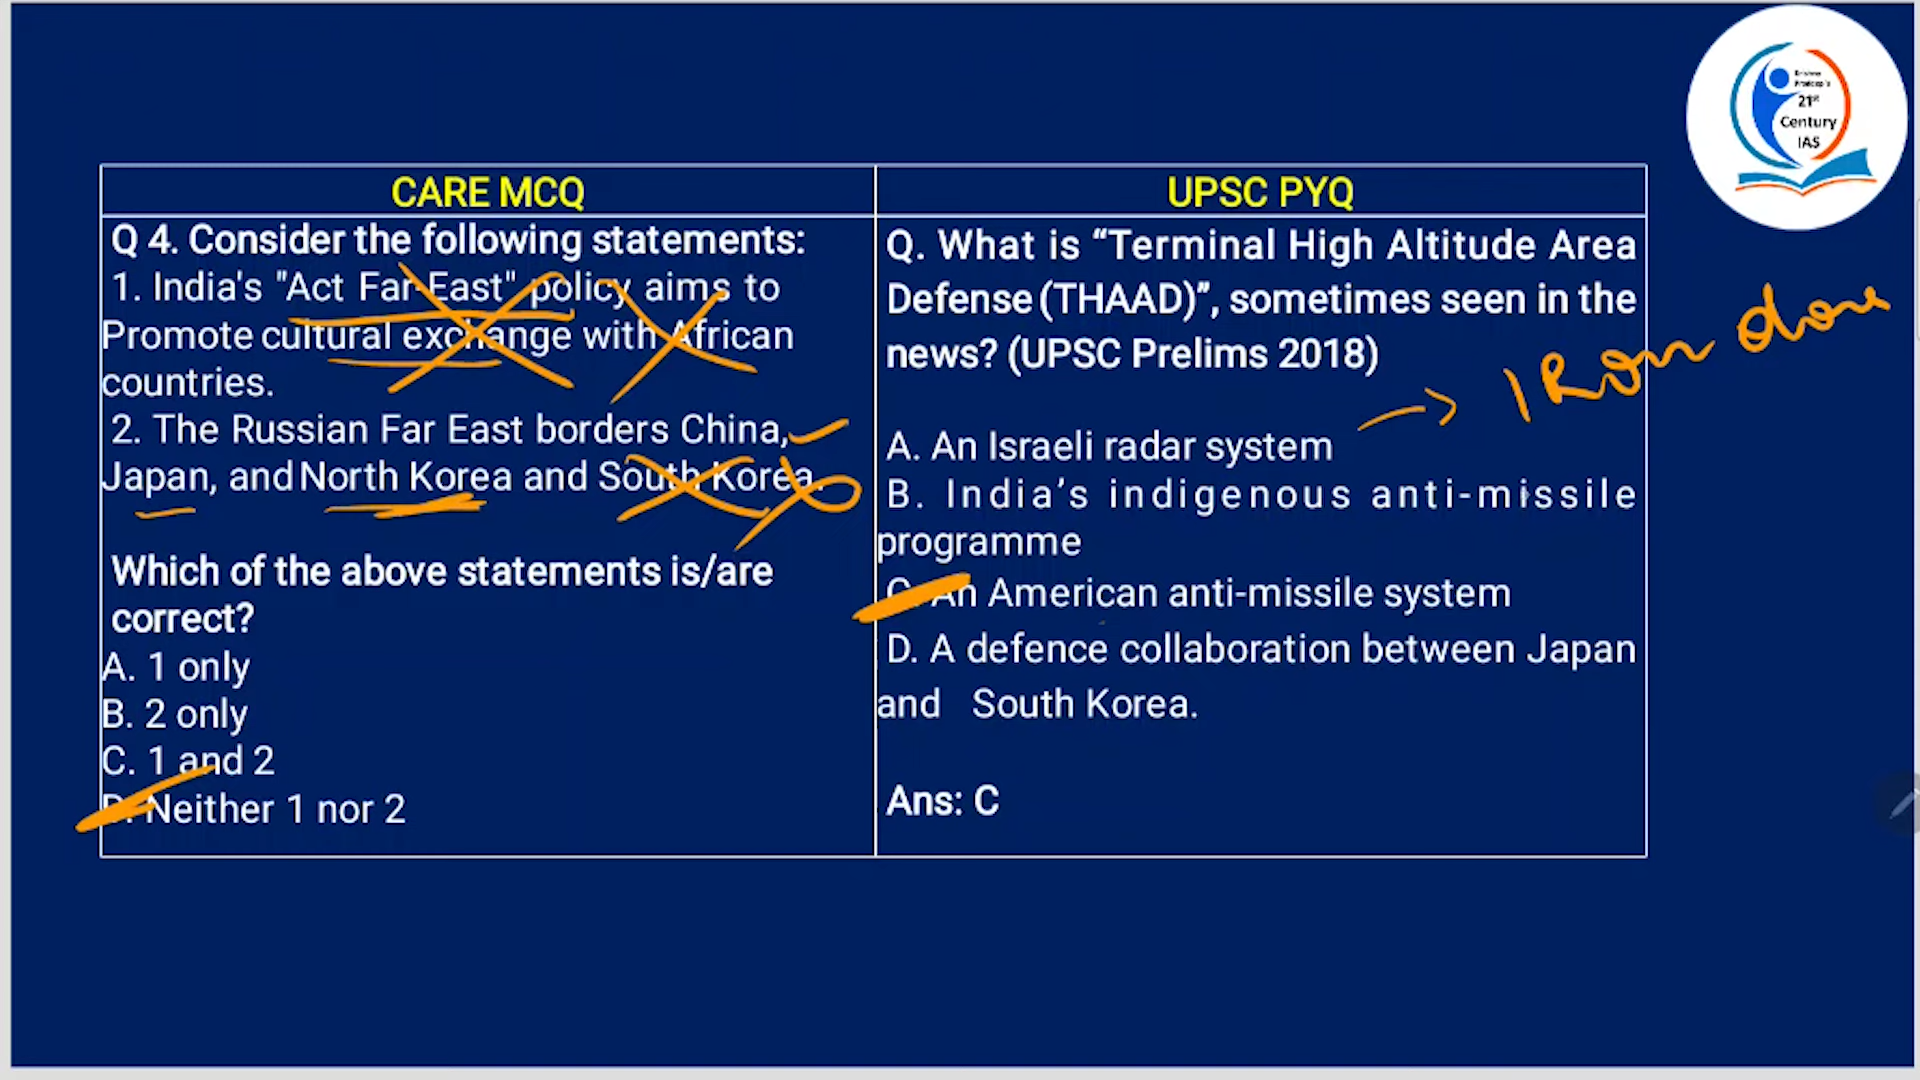 Krishna
Pradeep's
21st
Century
IAS
CARE MCQ
Q 4. Consider the following statements:
1. India's "Act Far East" policy aims to
Promote cultural exchange with African
countries.
2. The Russian Far East borders China,
Japan, and North Korea and South Korea.
Which of the above statements is/are
correct?
A. 1 only
B. 2 only
C. 1 and 2
D. Neither 1 nor 2
UPSC PYQ
Q. What is “Terminal High Altitude Area
Defense (THAAD)”, sometimes seen in the
news? (UPSC Prelims 2018)
IRon dome
A. An Israeli radar system
B. India’s indigenous anti-missile
programme
C. An American anti-missile system
D. A defence collaboration between Japan
and South Korea.
Ans: C